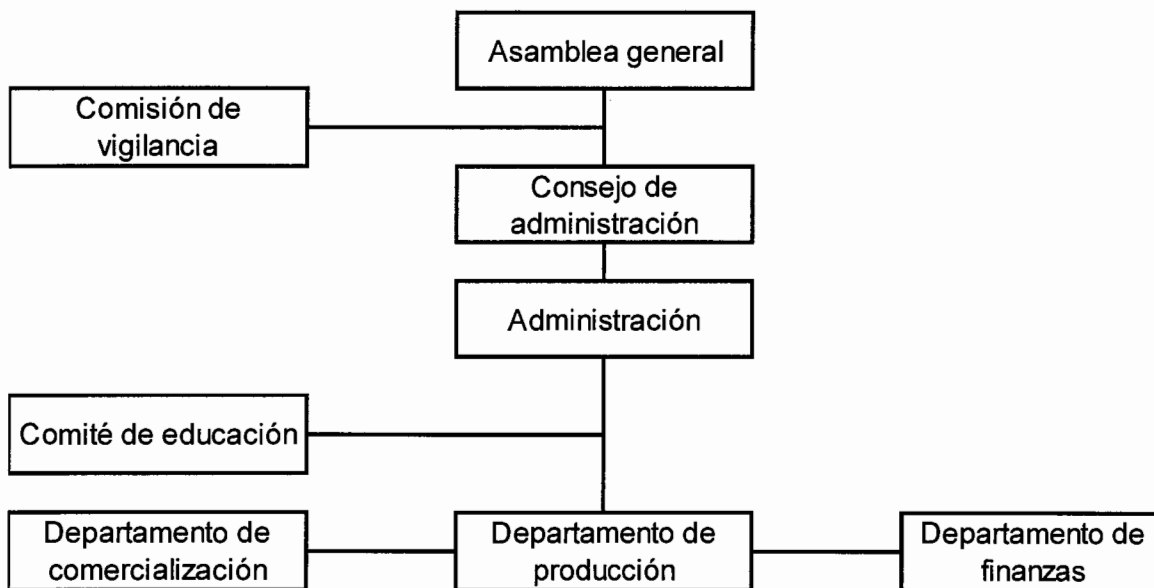 Asamblea general
Comisión de
vigilancia
Consejo de
administración
Administración
Comité de educación
Departamento de
comercialización
Departamento de
producción
Departamento de
finanzas